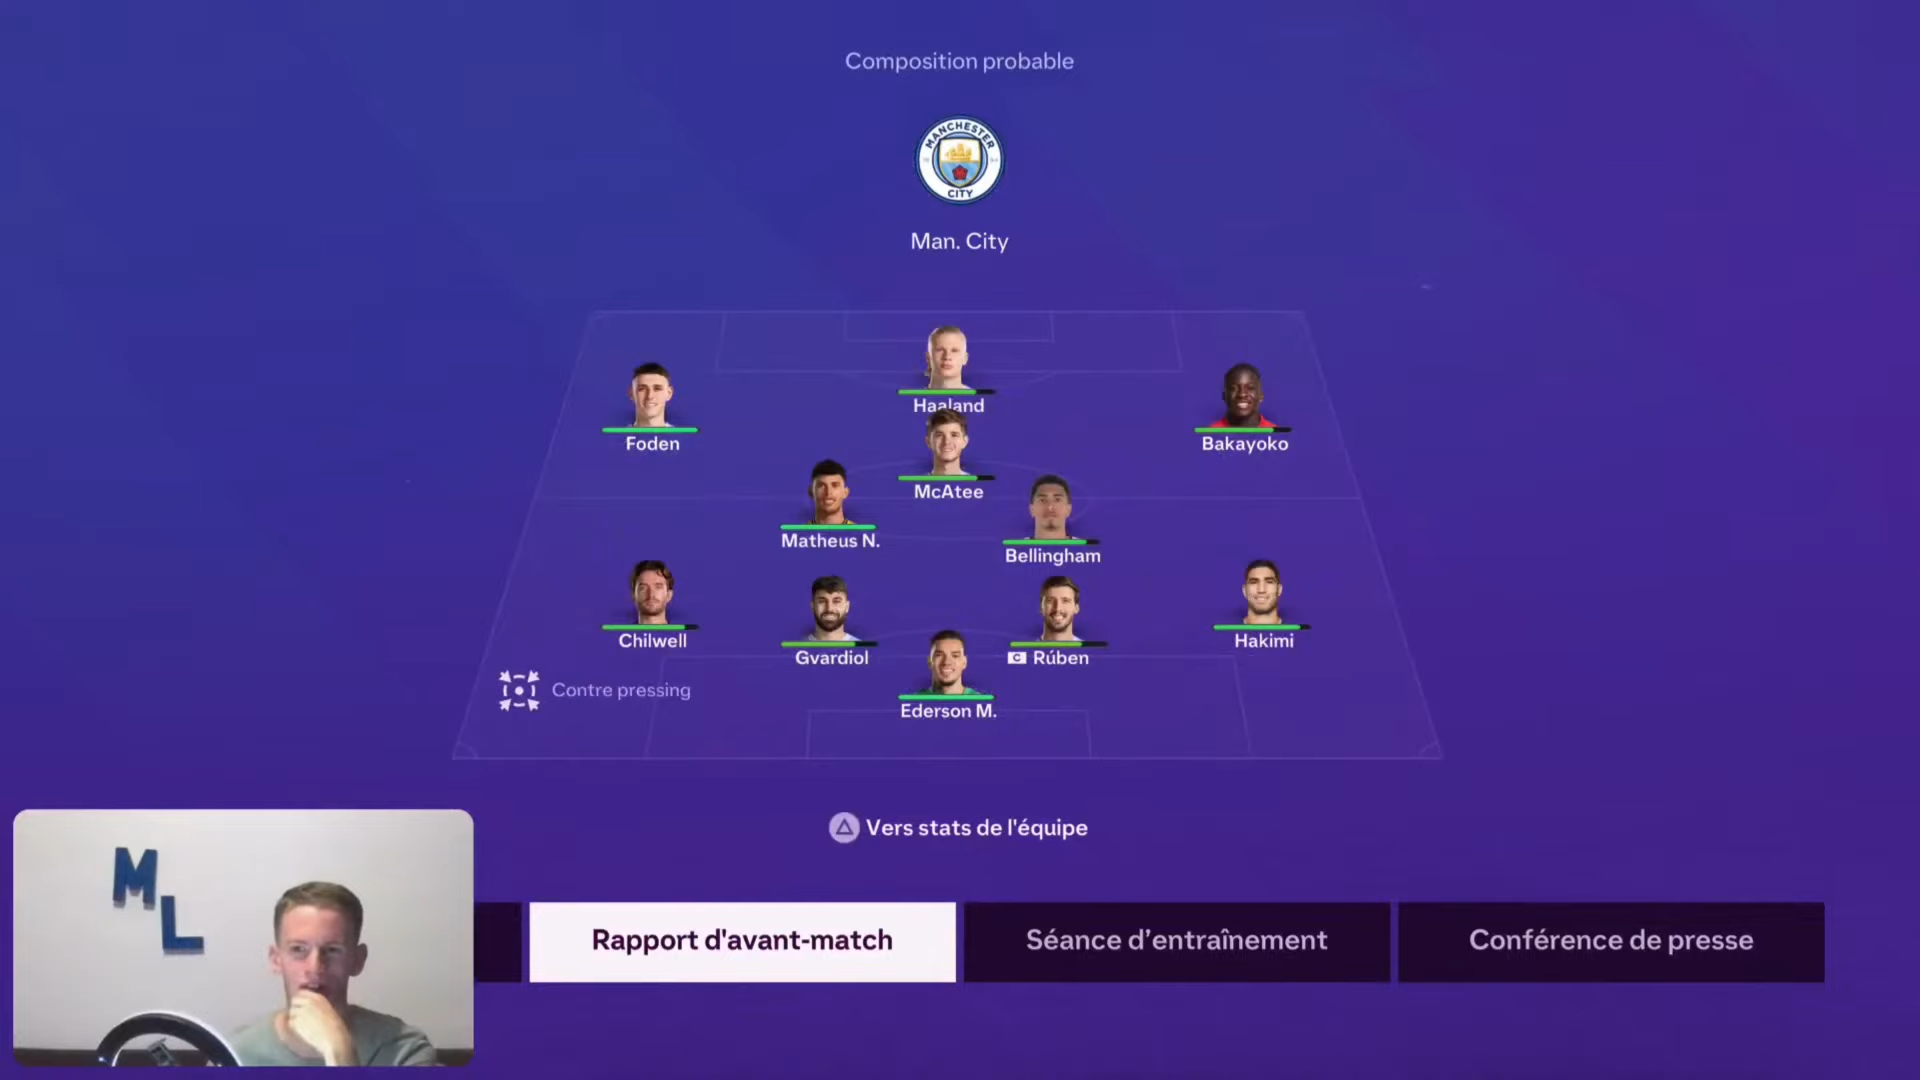 Composition probable
MANCHESTER
CITY
Man. City
Haaland
Foden
Bakayoko
McAtee
Matheus N.
Bellingham
Chilwell
Gvardiol
C Rúben
Hakimi
Contre pressing
Ederson M.
Vers stats de l'équipe
M
L
Rapport d'avant-match
Séance d’entraînement
Conférence de presse